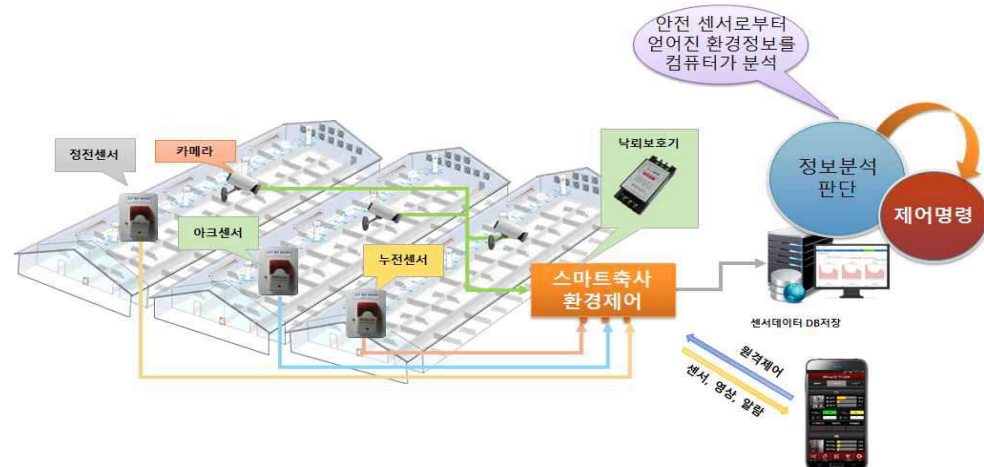 안전 센서로부터
얻어진 환경정보를
컴퓨터가 분석
정전센서
카메라
낙뢰보호기
정보분석
판단
제어명령
아크센서
누전센서
스마트축사
환경제어
센서데이터 DB저장
원격제어
센서, 영상, 알람